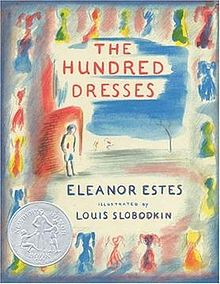 THE
HUNDRED
DRESSES
ELEANOR ESTES
ILLUSTRATED BY
LOUIS SLOBODKIN